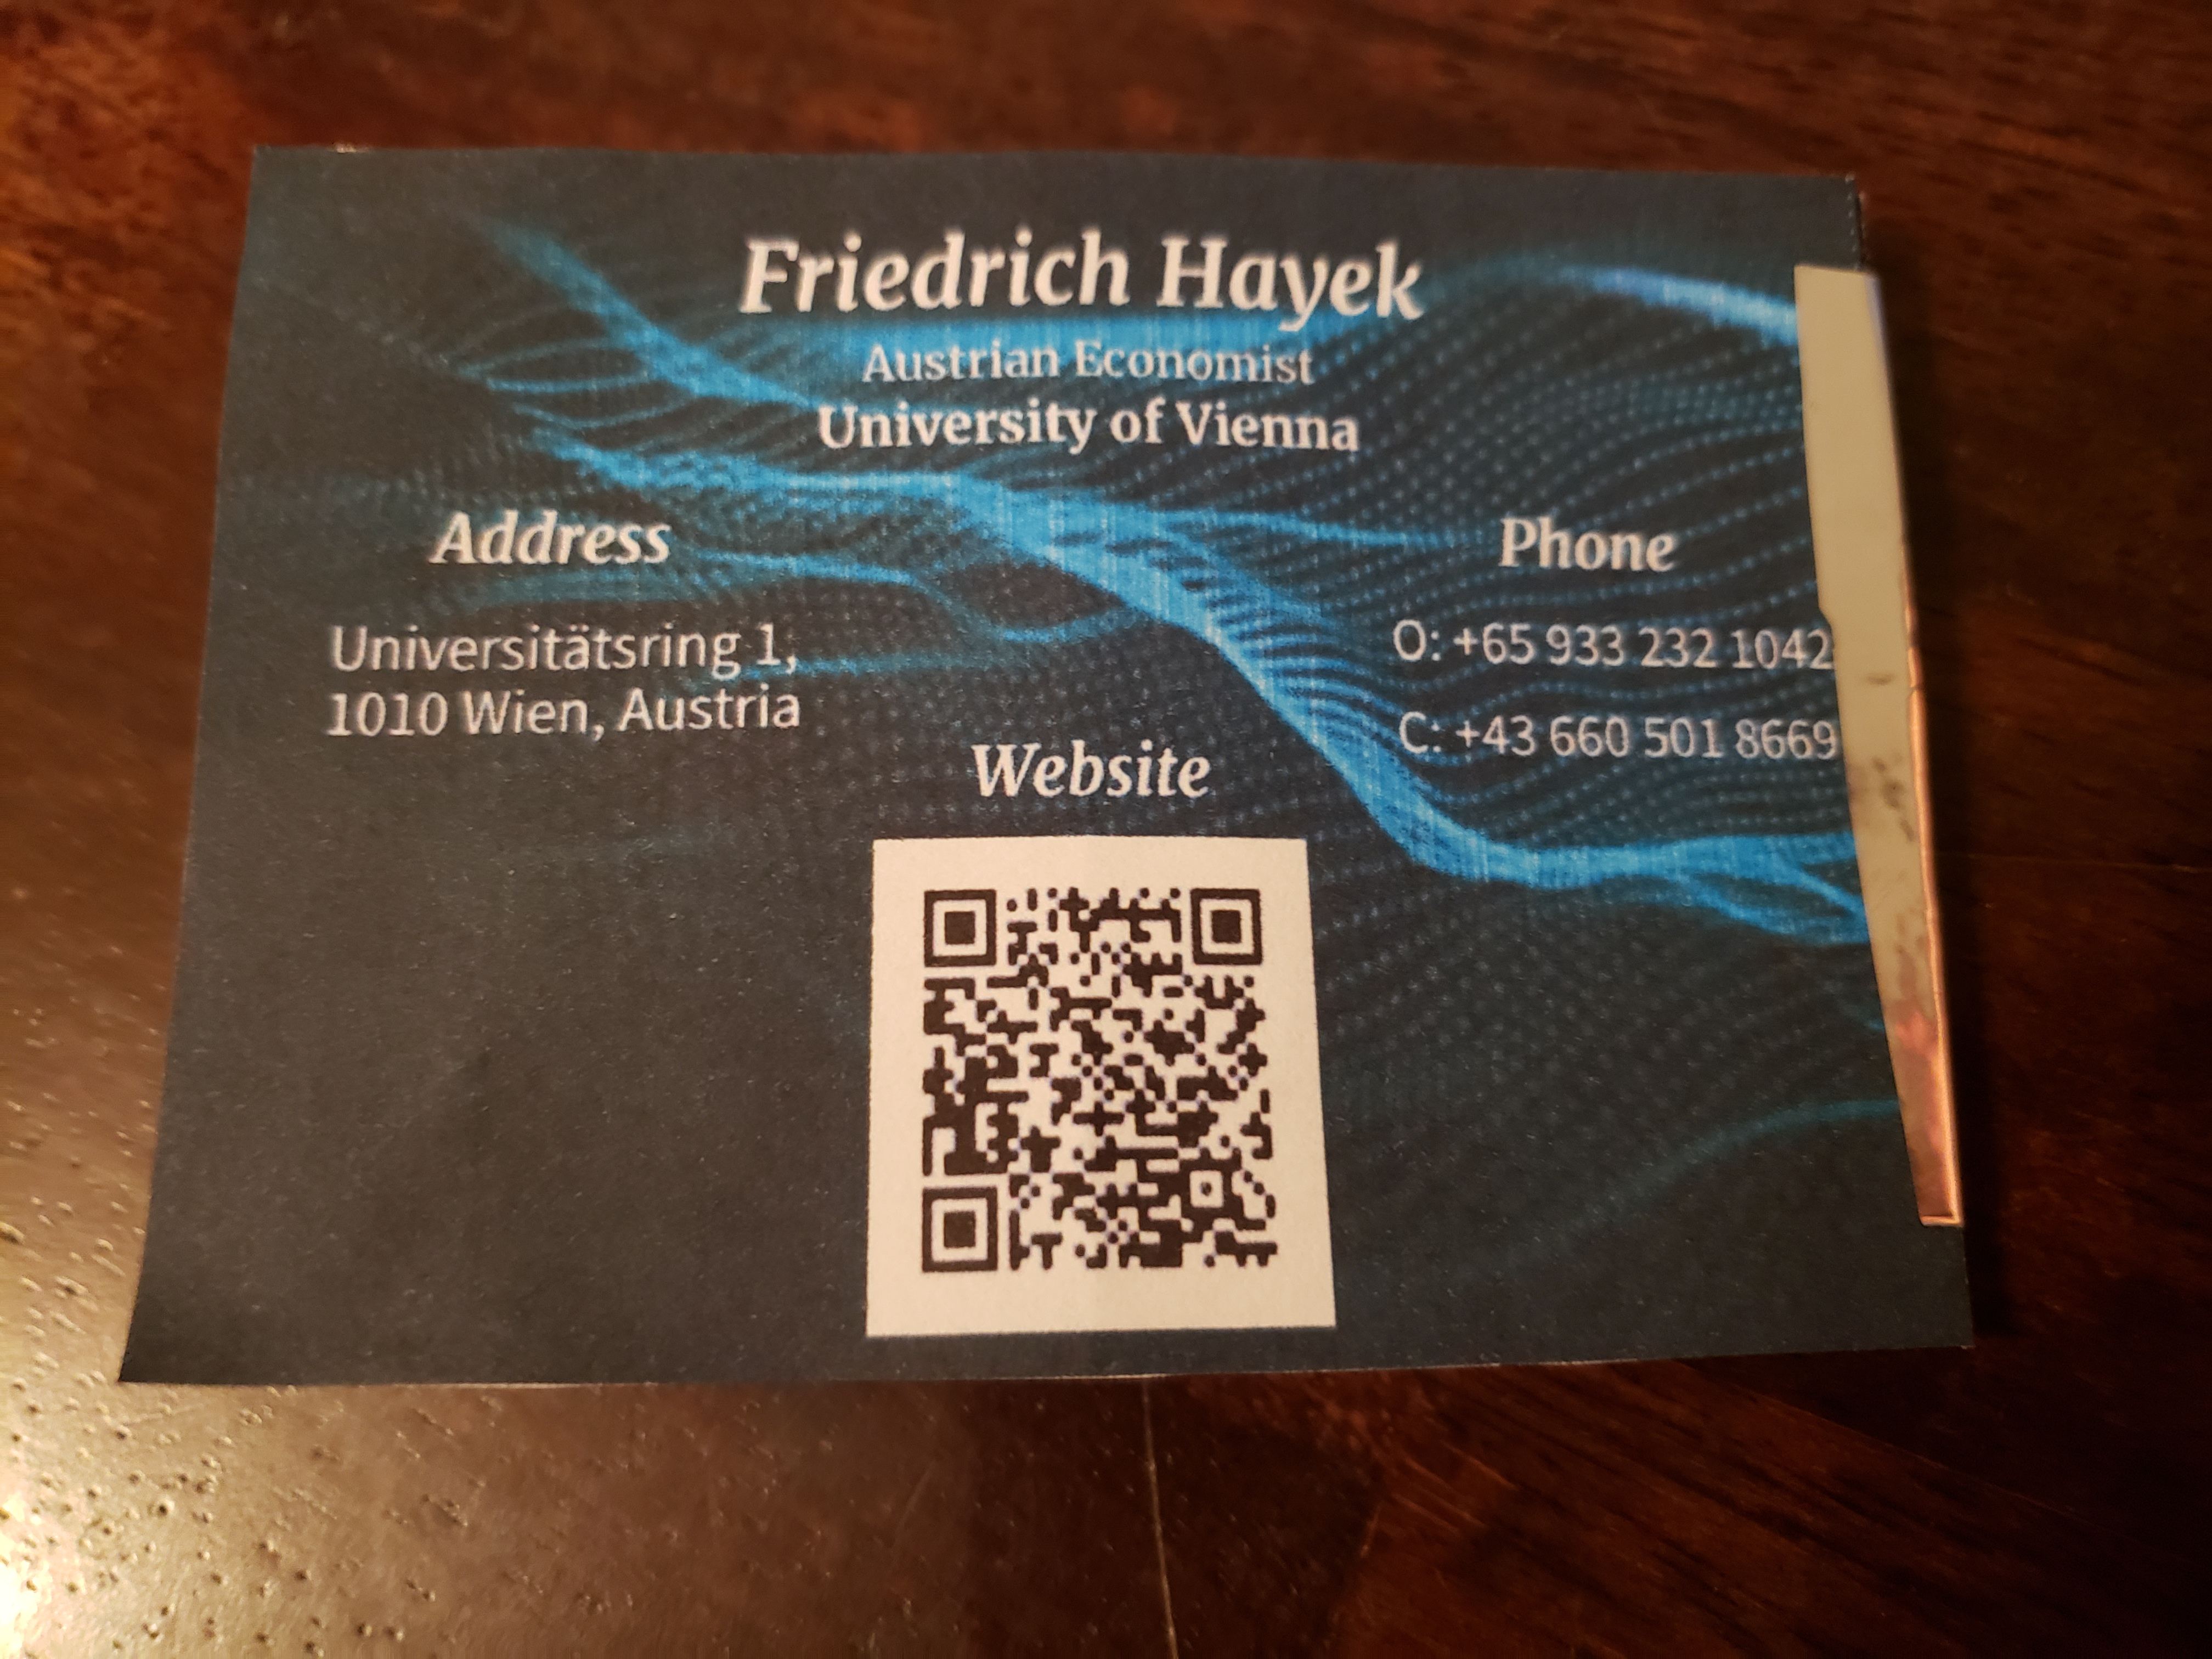 Friedrich Hayek
Austrian Economist
University of Vienna
Address
Universitätsring 1,
1010 Wien, Austria
Phone
O: +65 933 232 1042
C: +43 660 501 8669
Website